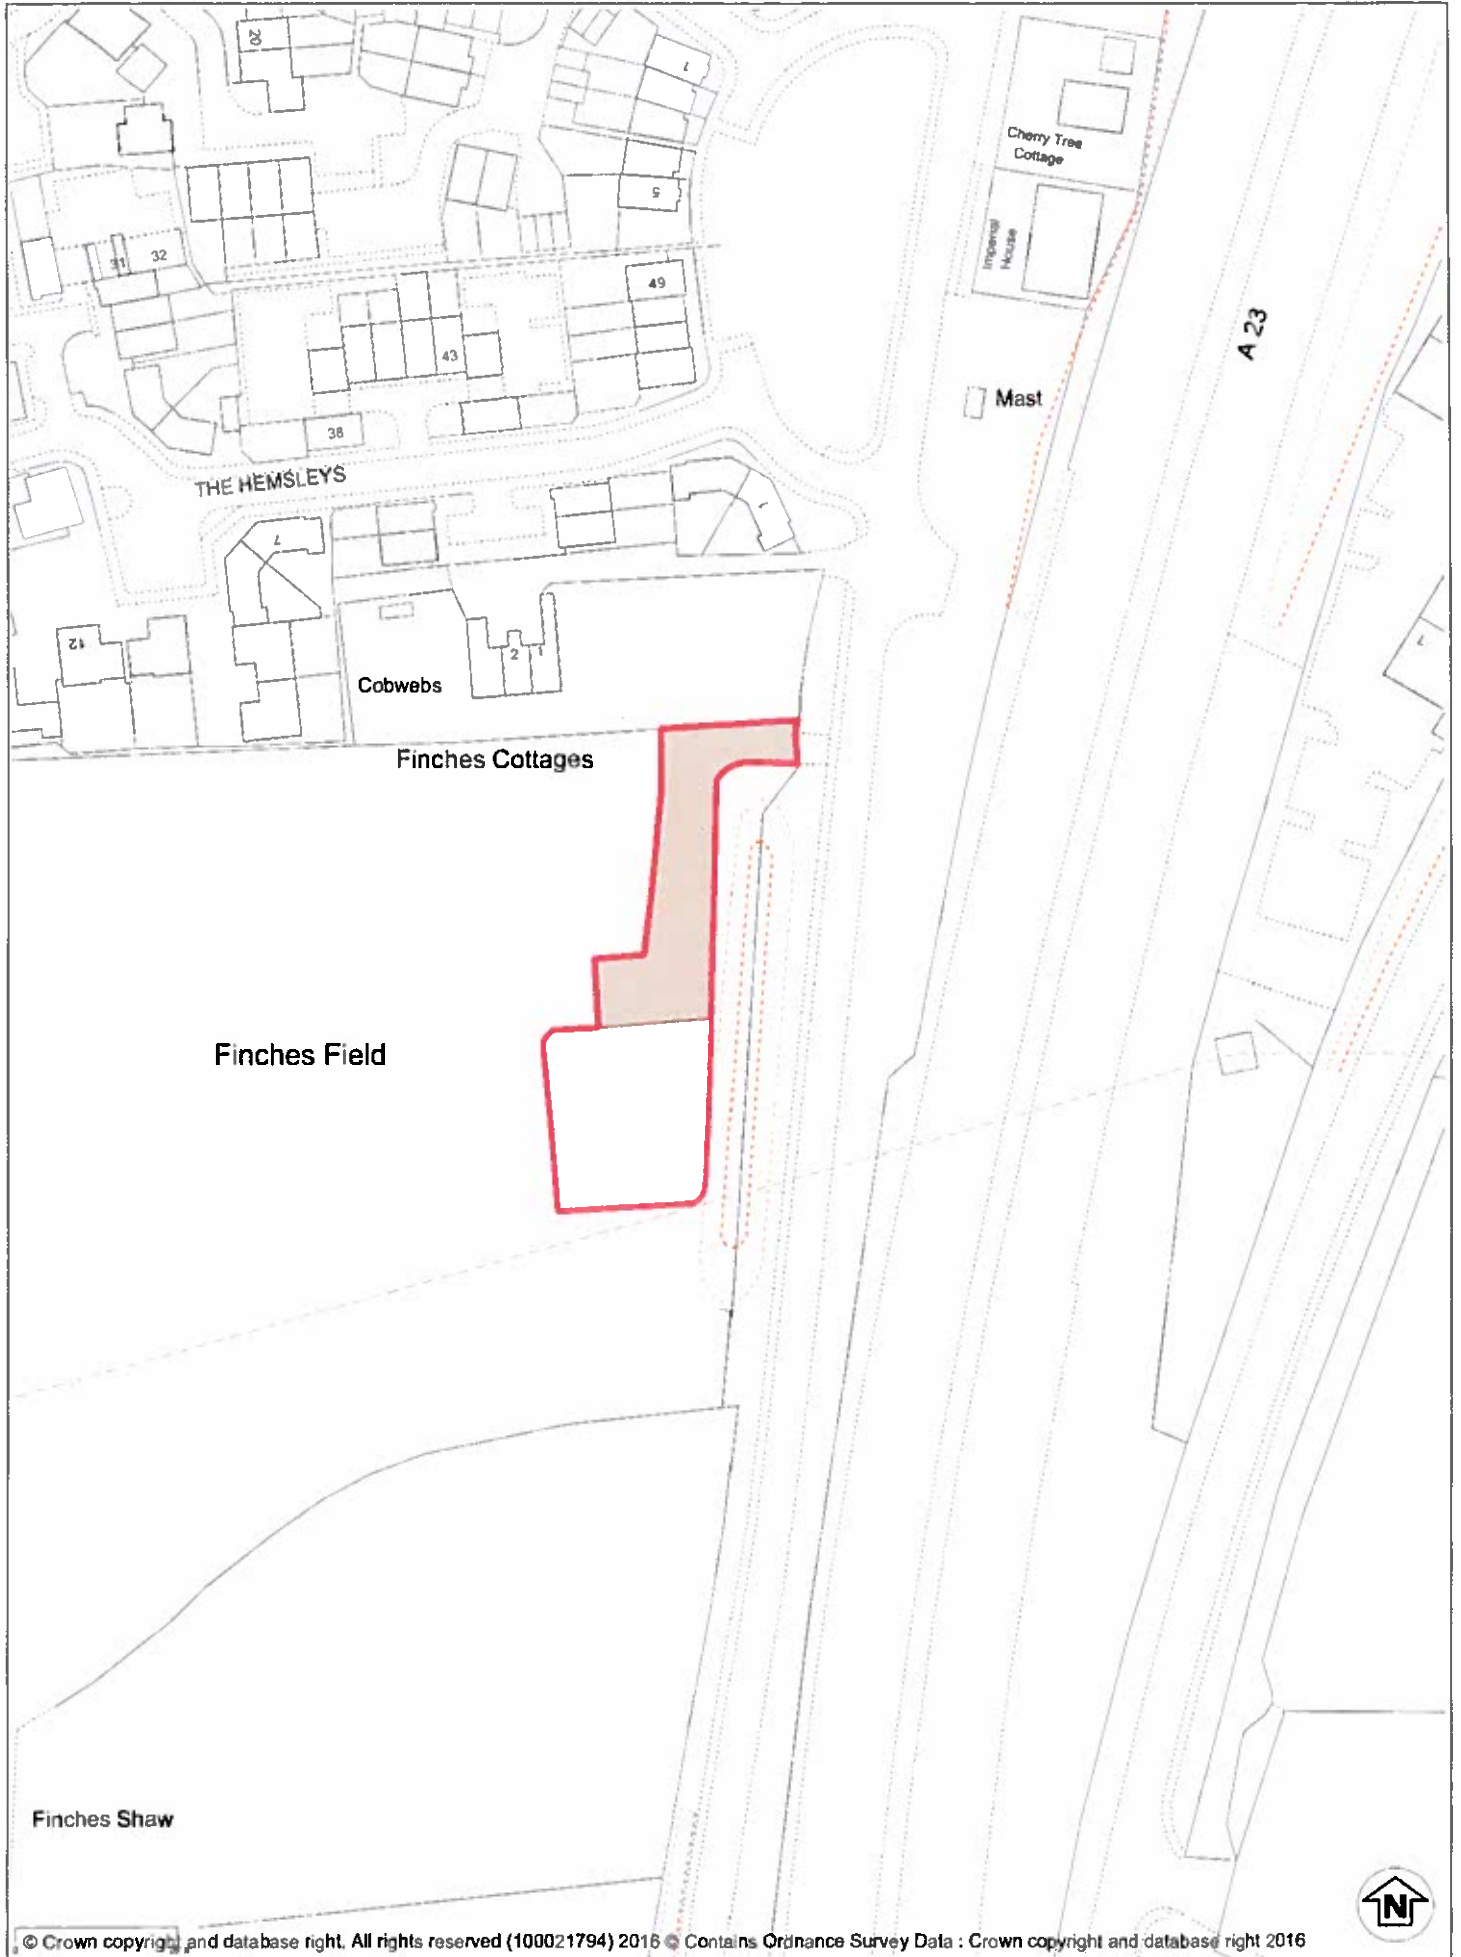 20
1
Cherry Tree
Cottage
5
Imperial
House
31
32
49
A 23
43
Mast
38
THE HEMSLEYS
1
7
12
2
1
Cobwebs
Finches Cottages
Finches Field
Finches Shaw
N
© Crown copyright and database right. All rights reserved (100021794) 2016 © Contains Ordnance Survey Data : Crown copyright and database right 2016